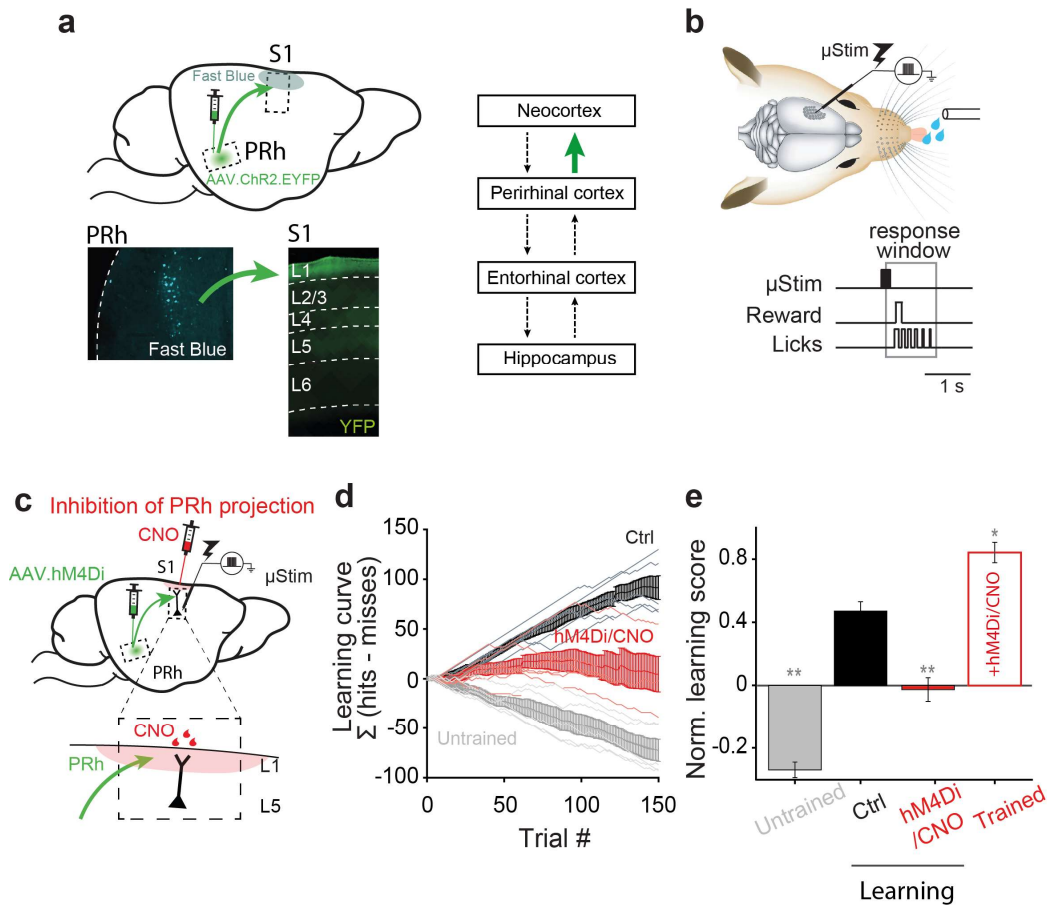 a
S1
Fast Blue
PRh
AAV.ChR2.EYFP
PRh
Fast Blue
S1
L1
L2/3
L4
L5
L6
YFP
Neocortex
Perirhinal cortex
Entorhinal cortex
Hippocampus
b
µStim
response
window
µStim
Reward
Licks
1 s
c
Inhibition of PRh projection
CNO
AAV.hM4Di
S1
µStim
PRh
CNO
PRh
L1
L5
d
Learning curve
Σ (hits - misses)
150
100
50
0
-50
-100
Ctrl
hM4Di/CNO
Untrained
0
50
100
150
Trial #
e
Norm. learning score
0.8
0.4
0
-0.2
**
**
*
+hM4Di/CNO
Untrained
Ctrl
hM4Di
/CNO
Trained
Learning